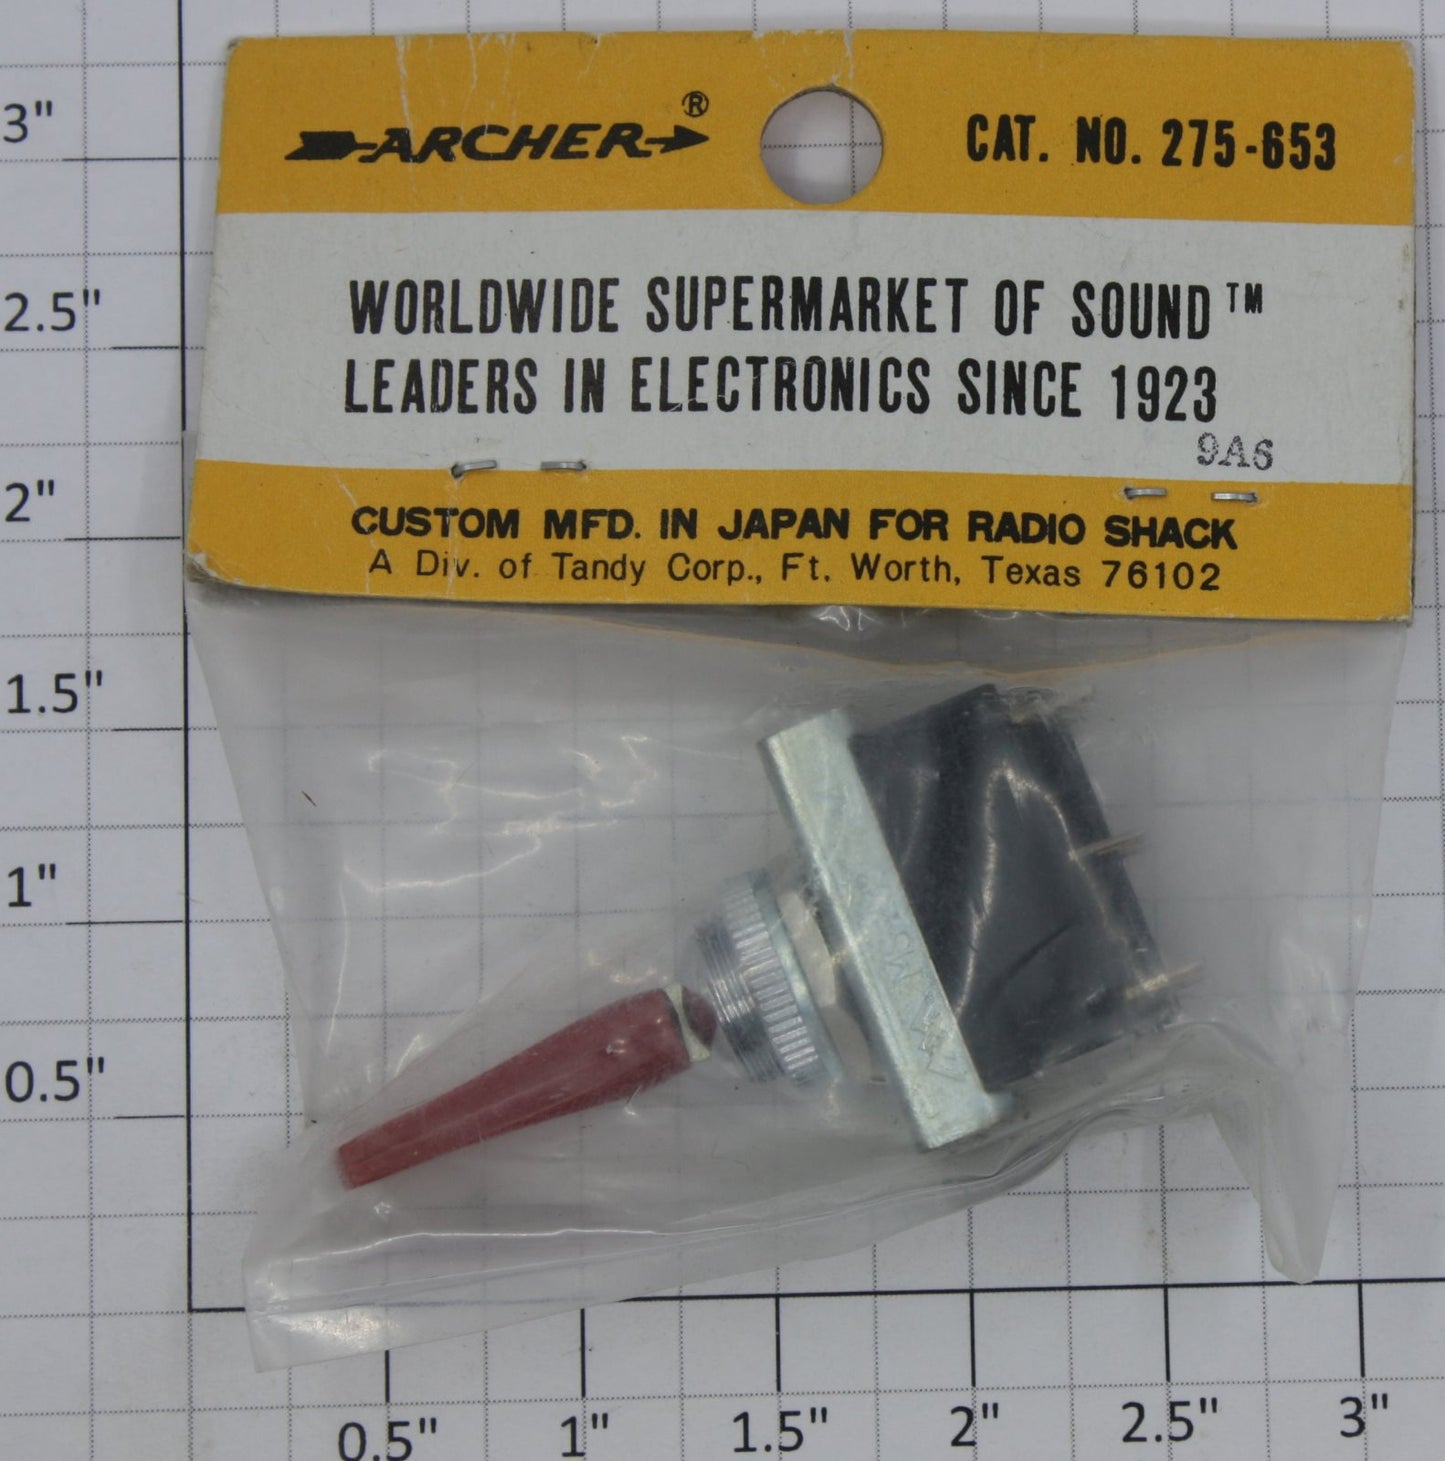 3"
ARCHER®
CAT. NO. 275-653
2.5"
WORLDWIDE SUPERMARKET OF SOUND™
LEADERS IN ELECTRONICS SINCE 1923
9A6
2"
CUSTOM MFD. IN JAPAN FOR RADIO SHACK
A Div. of Tandy Corp., Ft. Worth, Texas 76102
1.5"
1"
0.5"
0.5" 1" 1.5" 2" 2.5" 3"